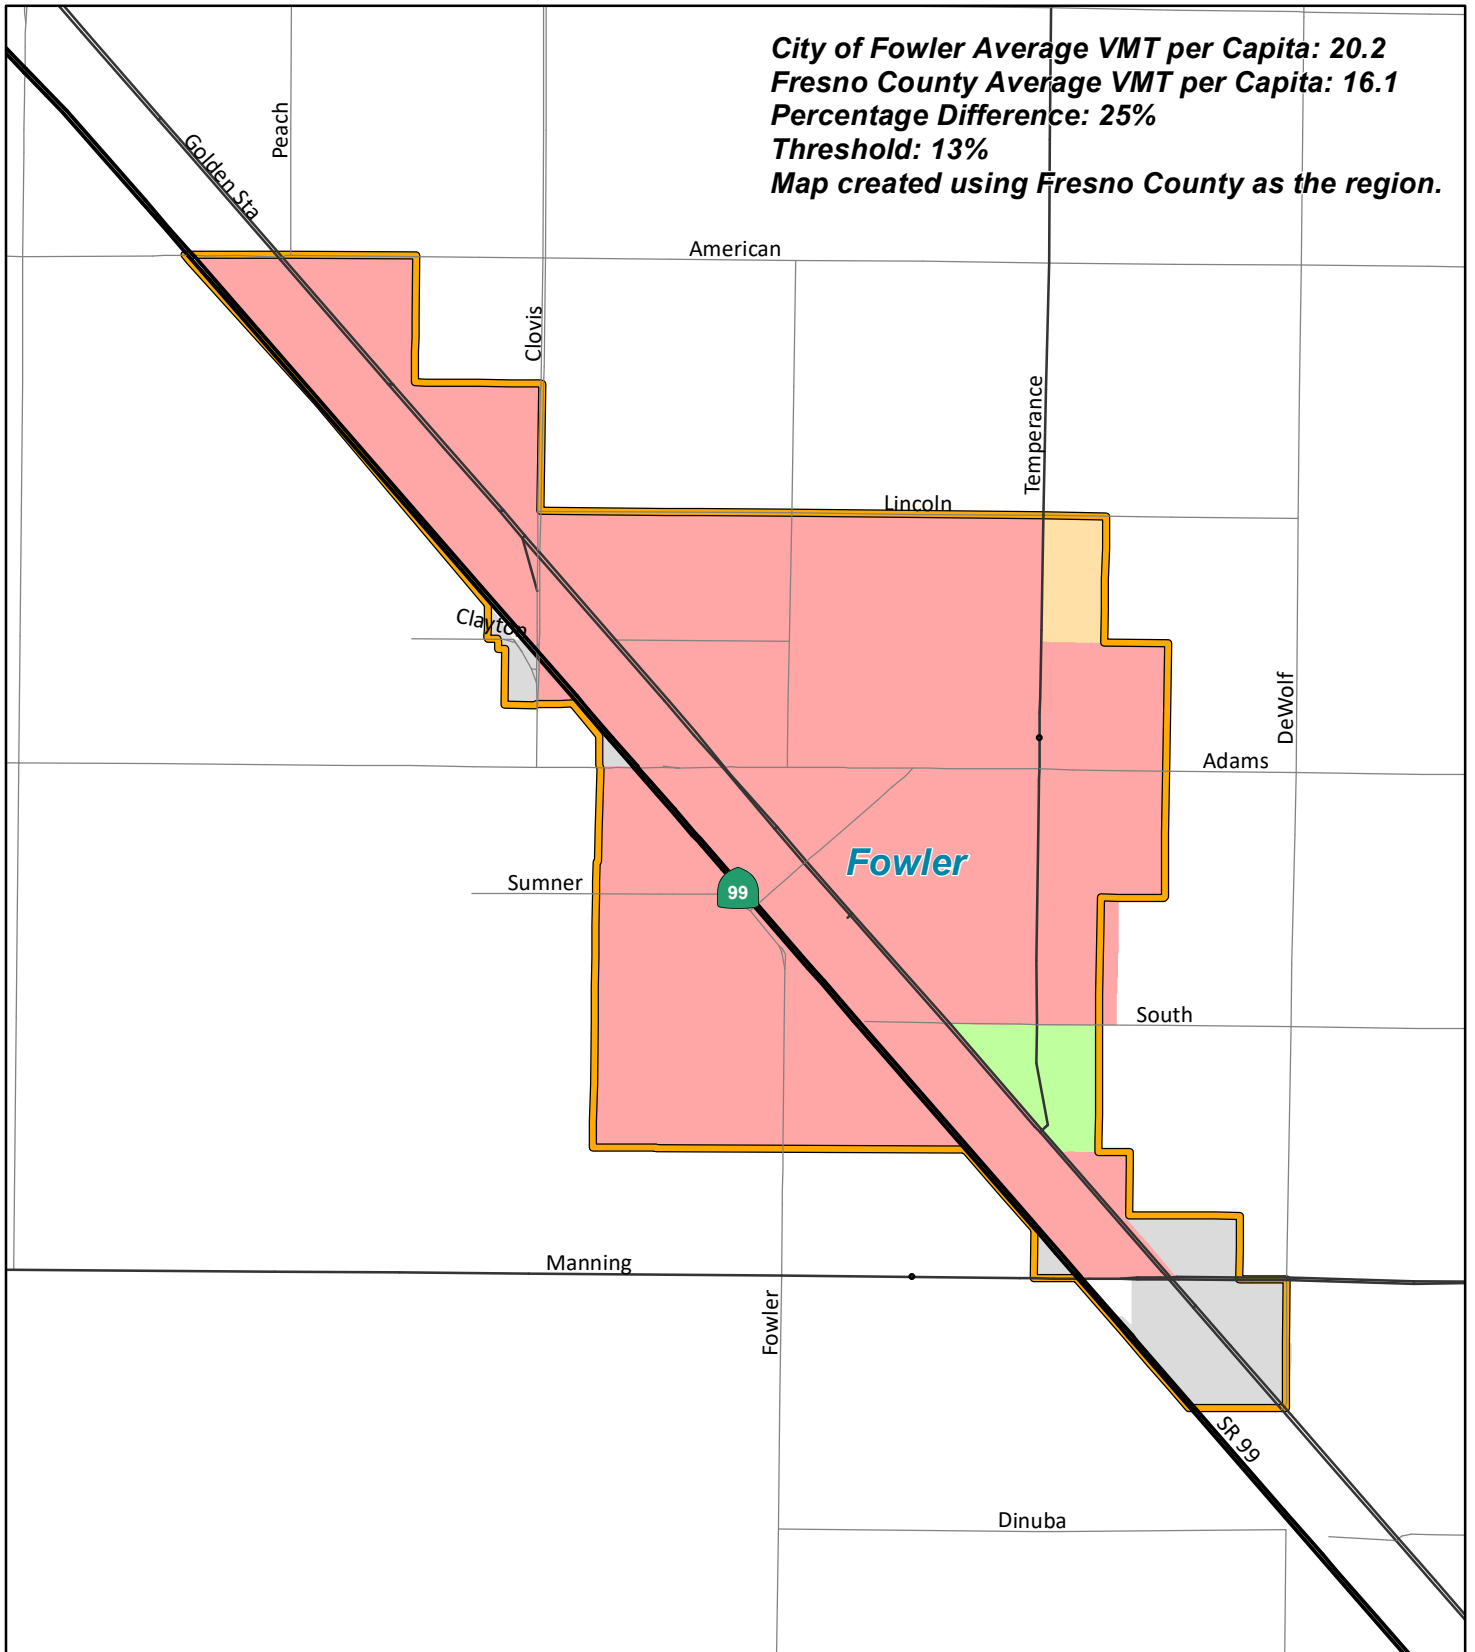 City of Fowler Average VMT per Capita: 20.2
Fresno County Average VMT per Capita: 16.1
Percentage Difference: 25%
Threshold: 13%
Map created using Fresno County as the region.
Peach
Golden Sta
American
Clovis
Temperance
Lincoln
Clayton
DeWolf
Adams
Fowler
Sumner
99
South
Manning
Fowler
SR 99
Dinuba